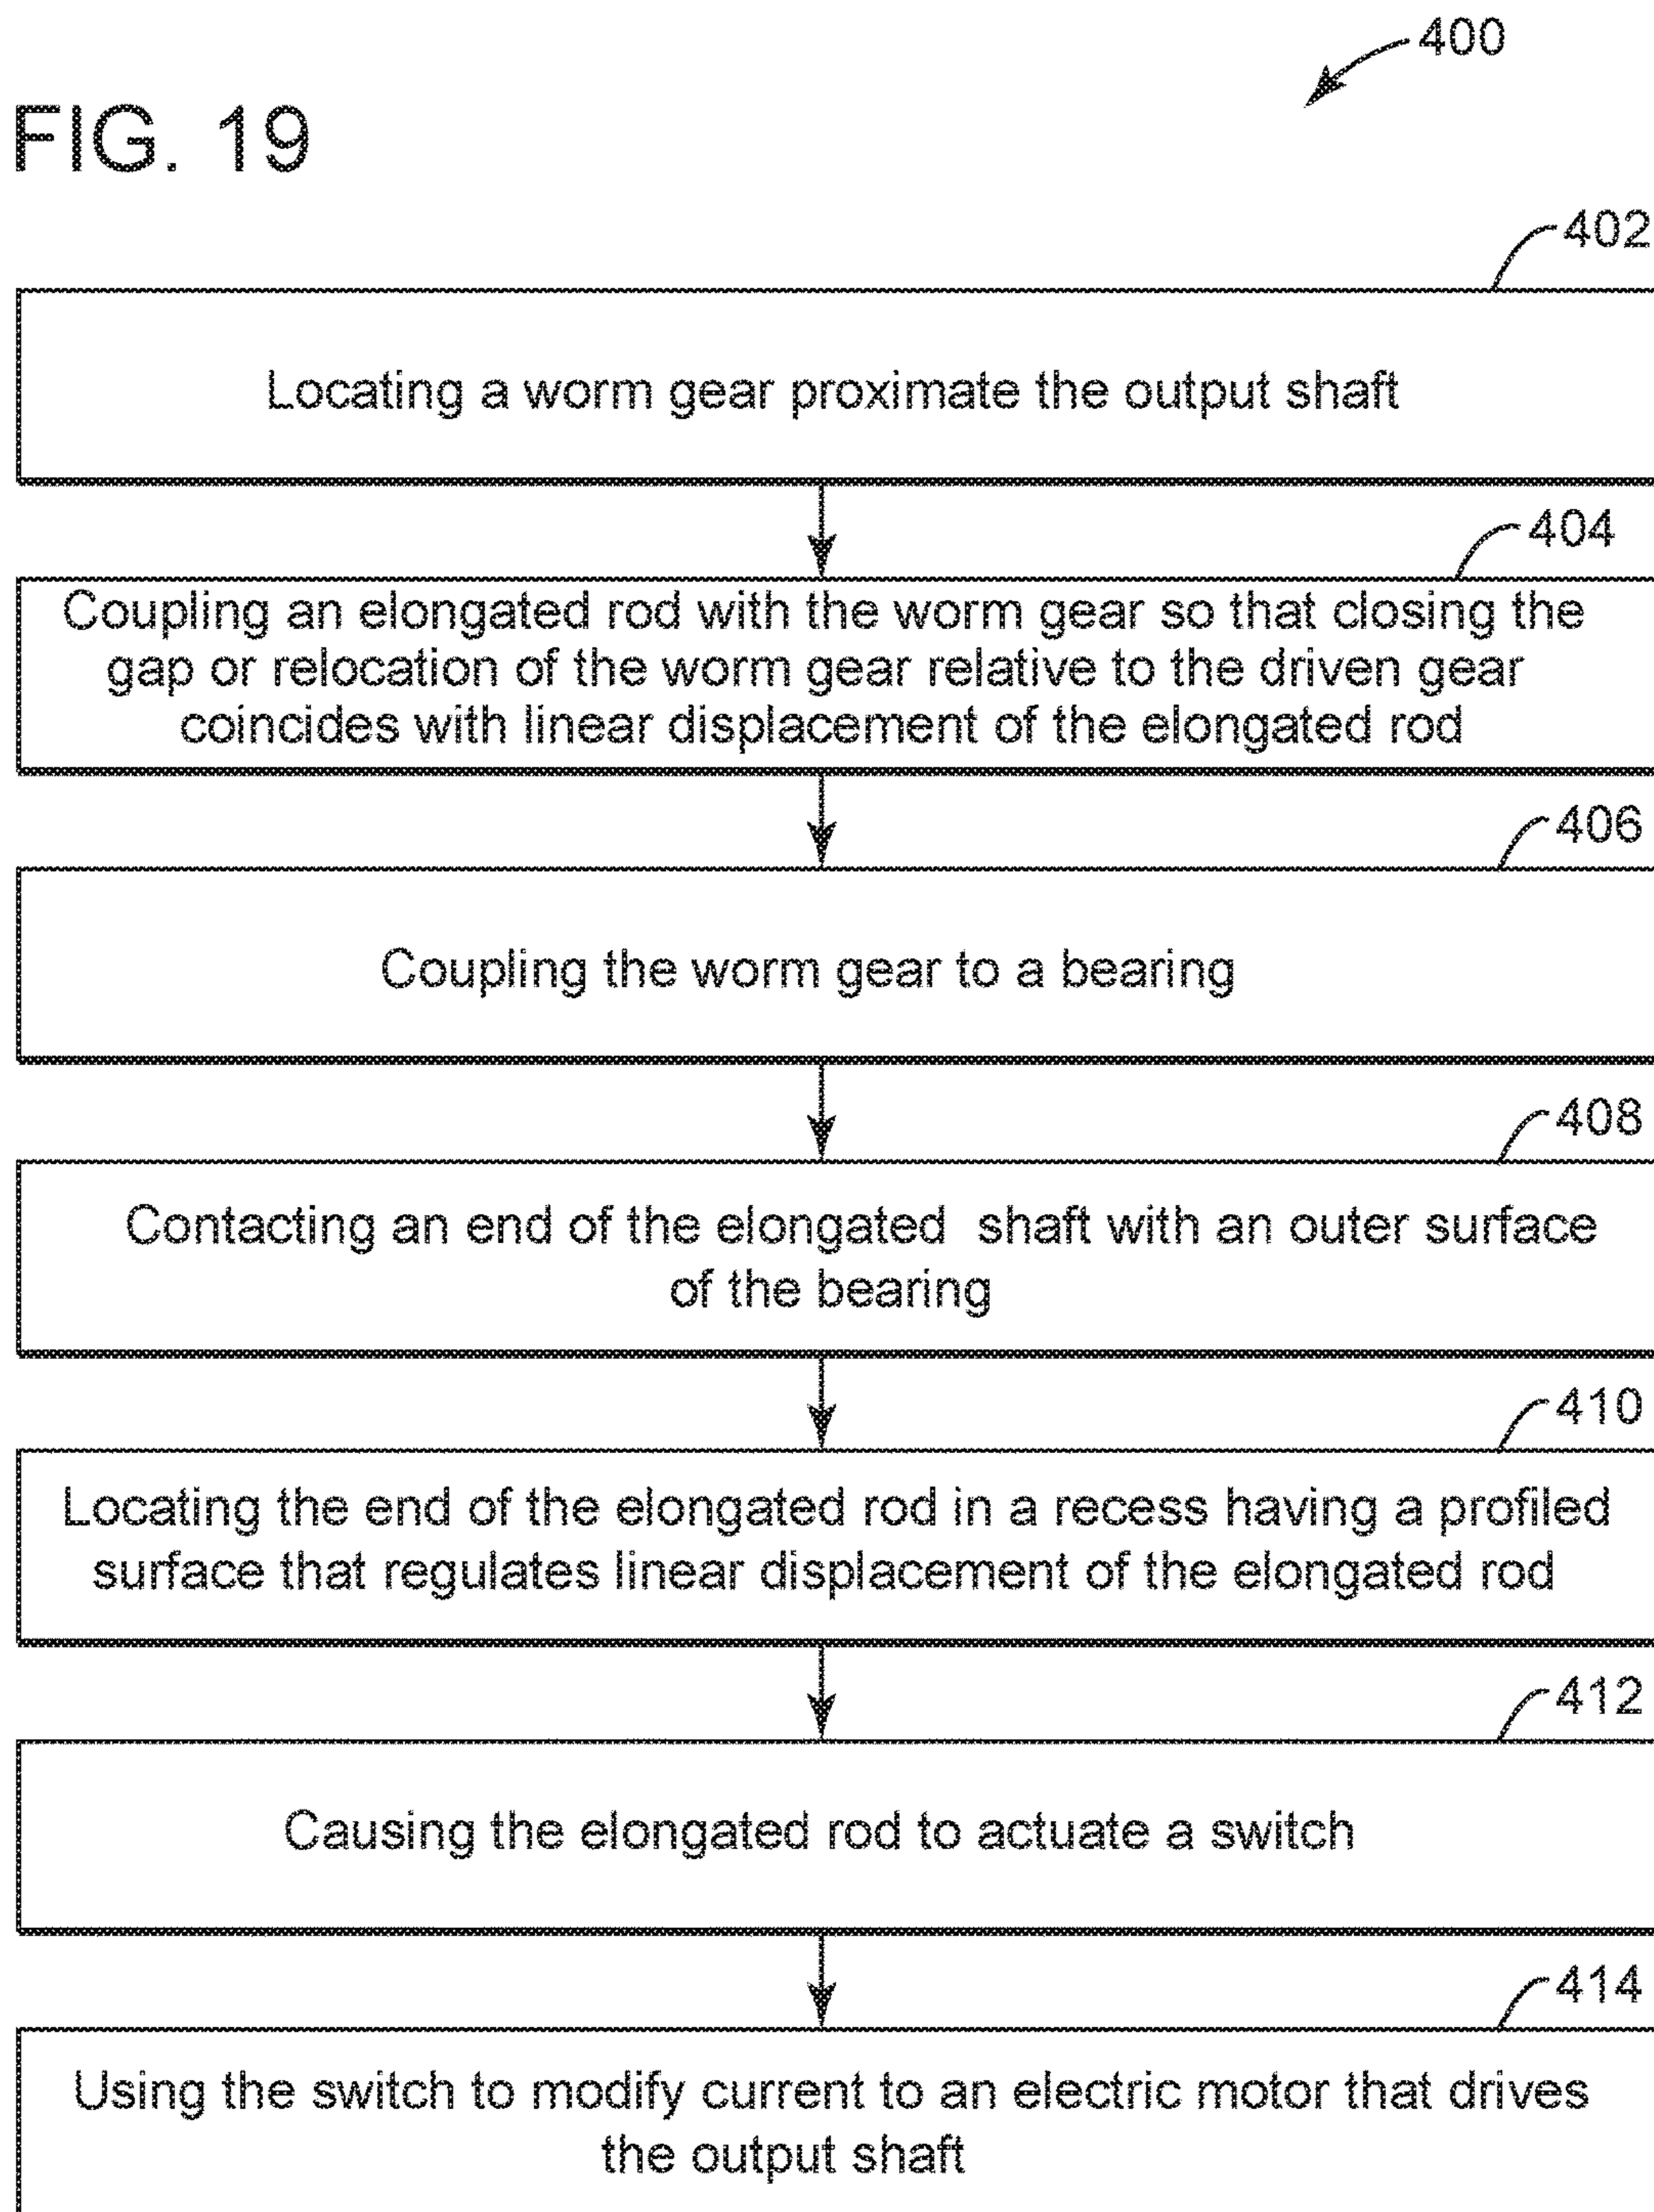 400
FIG. 19
402
Locating a worm gear proximate the output shaft
404
Coupling an elongated rod with the worm gear so that closing the
gap or relocation of the worm gear relative to the driven gear
coincides with linear displacement of the elongated rod
406
Coupling the worm gear to a bearing
408
Contacting an end of the elongated shaft with an outer surface
of the bearing
410
Locating the end of the elongated rod in a recess having a profiled
surface that regulates linear displacement of the elongated rod
412
Causing the elongated rod to actuate a switch
414
Using the switch to modify current to an electric motor that drives
the output shaft